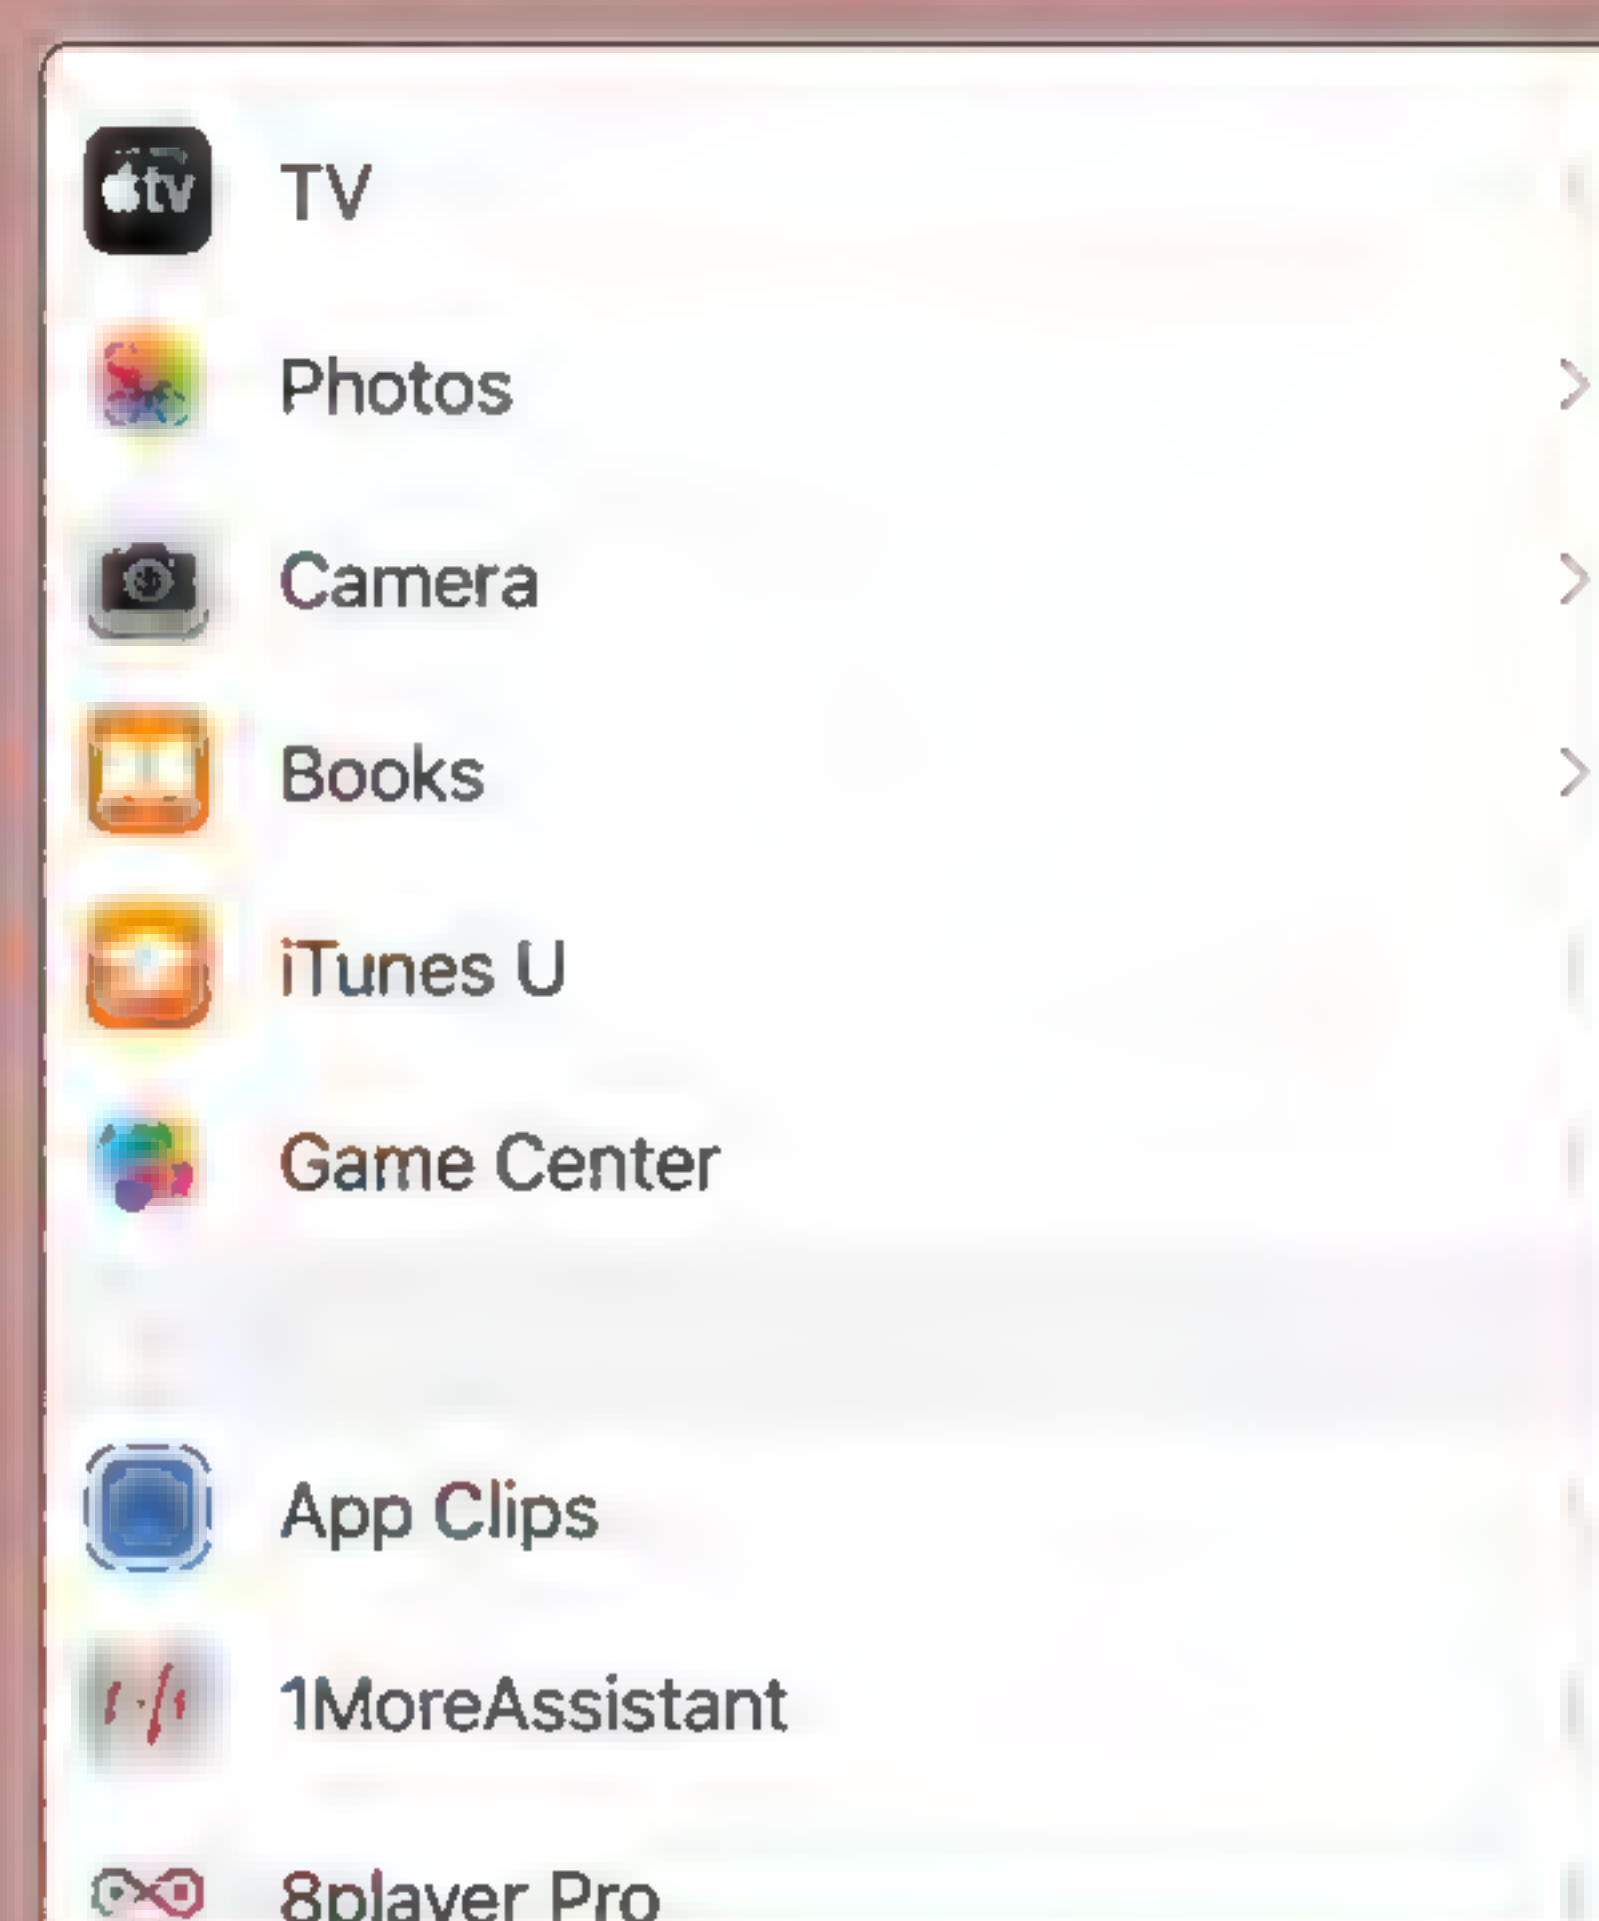 tv
TV
Photos
Camera
Books
iTunes U
Game Center
App Clips
1MoreAssistant
8player Pro